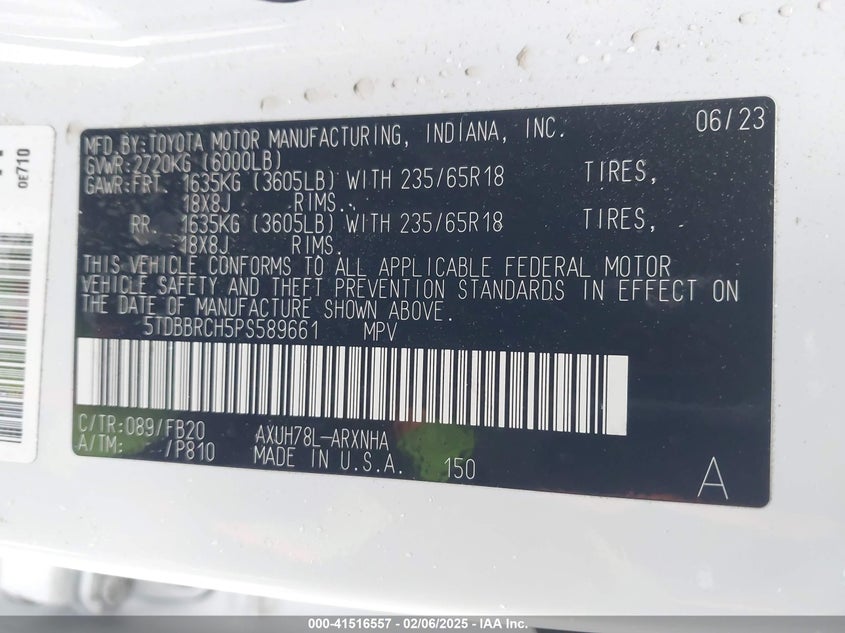 MFD.BY:TOYOTA MOTOR MANUFACTURING, INDIANA, INC. 06/23
GVWR:2720KG (6000LB)
GAWR:FRT. 1635KG (3605LB) WITH 235/65R18 TIRES,
18X8J RIMS.,
RR. 1635KG (3605LB) WITH 235/65R18 TIRES,
18X8J RIMS.
THIS VEHICLE CONFORMS TO ALL APPLICABLE FEDERAL MOTOR
VEHICLE SAFETY AND THEFT PREVENTION STANDARDS IN EFFECT ON
THE DATE OF MANUFACTURE SHOWN ABOVE.
5TDBBRCH5PS589661 MPV
C/TR:089/FB20 AXUH78L-ARXNHA
A/TM: /P810 MADE IN U.S.A. 150
A
0E710
000-41516557 - 02/06/2025 - IAA Inc.